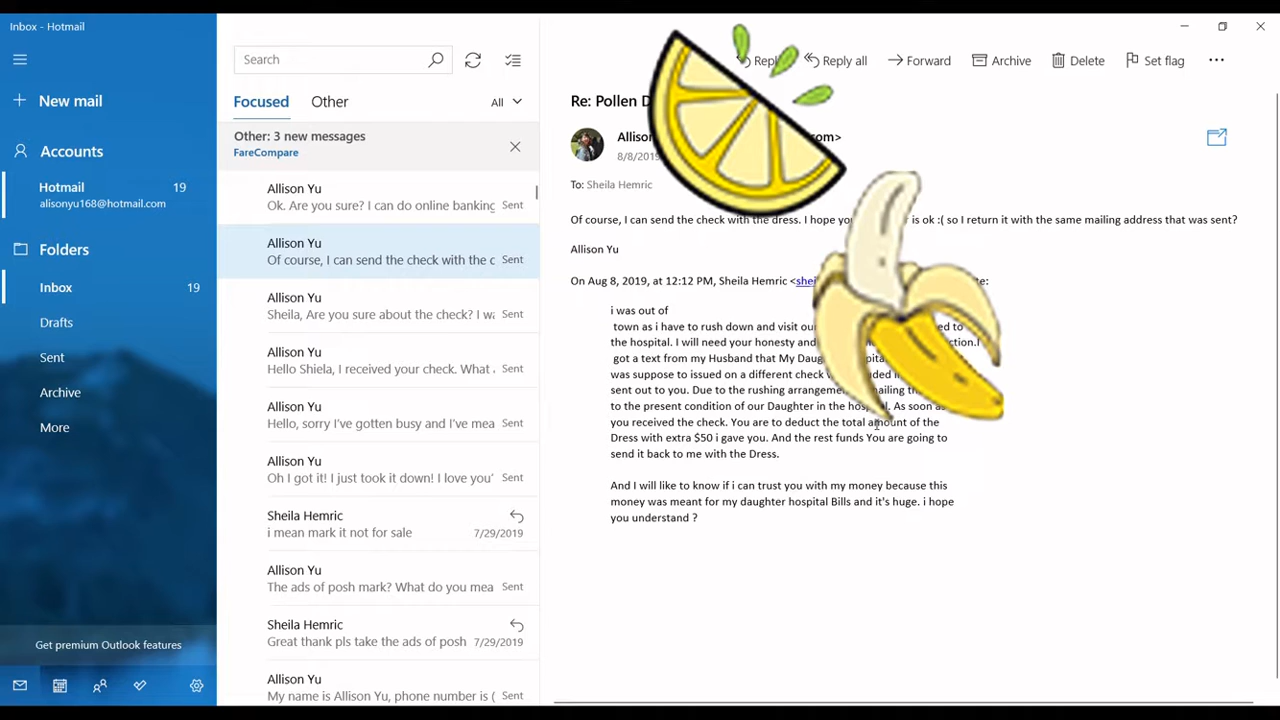 Inbox - Hotmail
New mail
Accounts
Hotmail 19
alisonyu168@hotmail.com
Folders
Inbox 19
Drafts
Sent
Archive
More
Get premium Outlook features
Search
Focused Other All
Other: 3 new messages
FareCompare
Allison Yu
Ok. Are you sure? I can do online banking Sent
Allison Yu
Of course, I can send the check with the c Sent
Allison Yu
Sheila, Are you sure about the check? I wa Sent
Allison Yu
Hello Shiela, I received your check. What Sent
Allison Yu
Hello, sorry I've gotten busy and I've mea Sent
Allison Yu
Oh I got it! I just took it down! I love you' Sent
Sheila Hemric
i mean mark it not for sale 7/29/2019
Allison Yu
The ads of posh mark? What do you mea Sent
Sheila Hemric
Great thank pls take the ads of posh 7/29/2019
Allison Yu
My name is Allison Yu, phone number is ( Sent
Reply all Forward Archive Delete Set flag
Re: Pollen
8/8/2019
To: Sheila Hemric
Of course, I can send the check with the dress. I hope is ok :( so I return it with the same mailing address that was sent?
Allison Yu
On Aug 8, 2019, at 12:12 PM, Sheila Hemric
i was out of
town as i have to rush down and visit to
the hospital. I will need your honesty and
got a text from my Husband that My
was suppose to issued on a different check
sent out to you. Due to the rushing
to the present condition of our Daughter in the As soon as
you received the check. You are to deduct the total amount of the
Dress with extra $50 i gave you. And the rest funds You are going to
send it back to me with the Dress.
And I will like to know if i can trust you with my money because this
money was meant for my daughter hospital Bills and it's huge. i hope
you understand ?